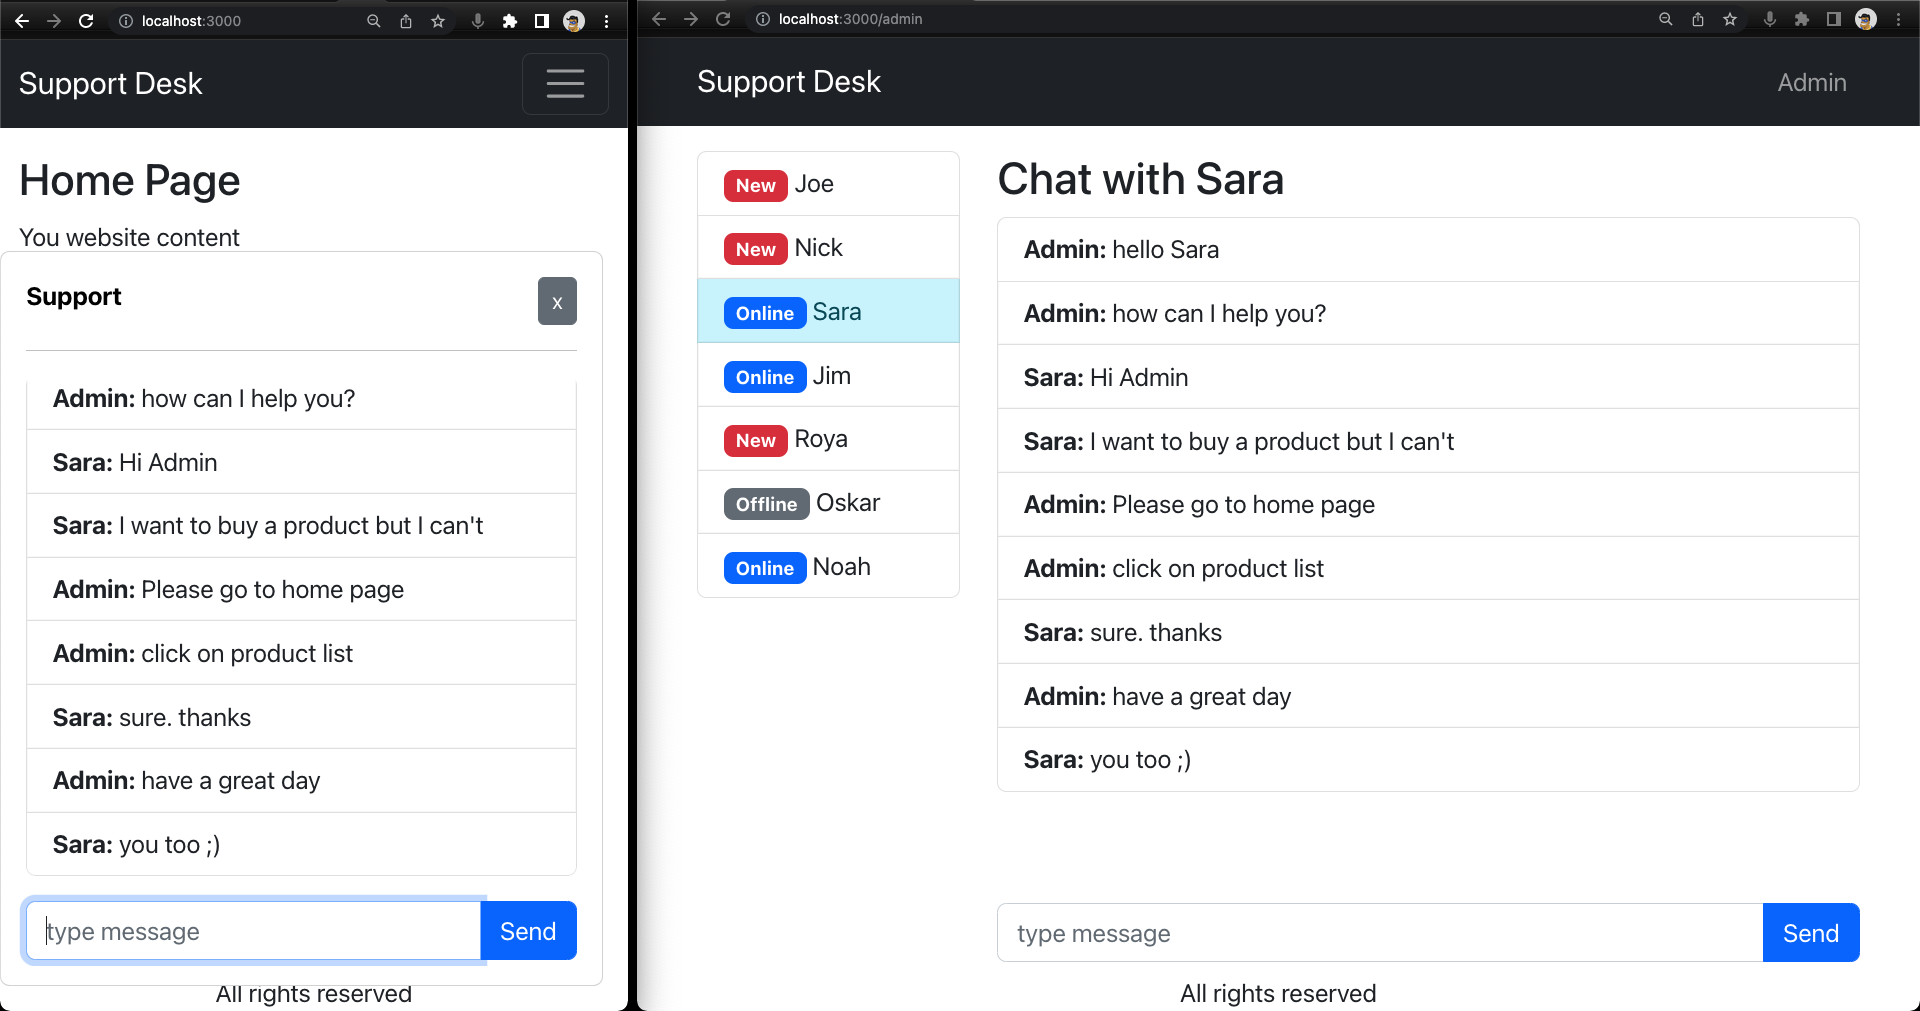 localhost:3000
Support Desk
Home Page
You website content
Support
x
Admin: how can I help you?
Sara: Hi Admin
Sara: I want to buy a product but I can't
Admin: Please go to home page
Admin: click on product list
Sara: sure. thanks
Admin: have a great day
Sara: you too ;)
type message
Send
All rights reserved
localhost:3000/admin
Support Desk
Admin
New Joe
New Nick
Online Sara
Online Jim
New Roya
Offline Oskar
Online Noah
Chat with Sara
Admin: hello Sara
Admin: how can I help you?
Sara: Hi Admin
Sara: I want to buy a product but I can't
Admin: Please go to home page
Admin: click on product list
Sara: sure. thanks
Admin: have a great day
Sara: you too ;)
type message
Send
All rights reserved